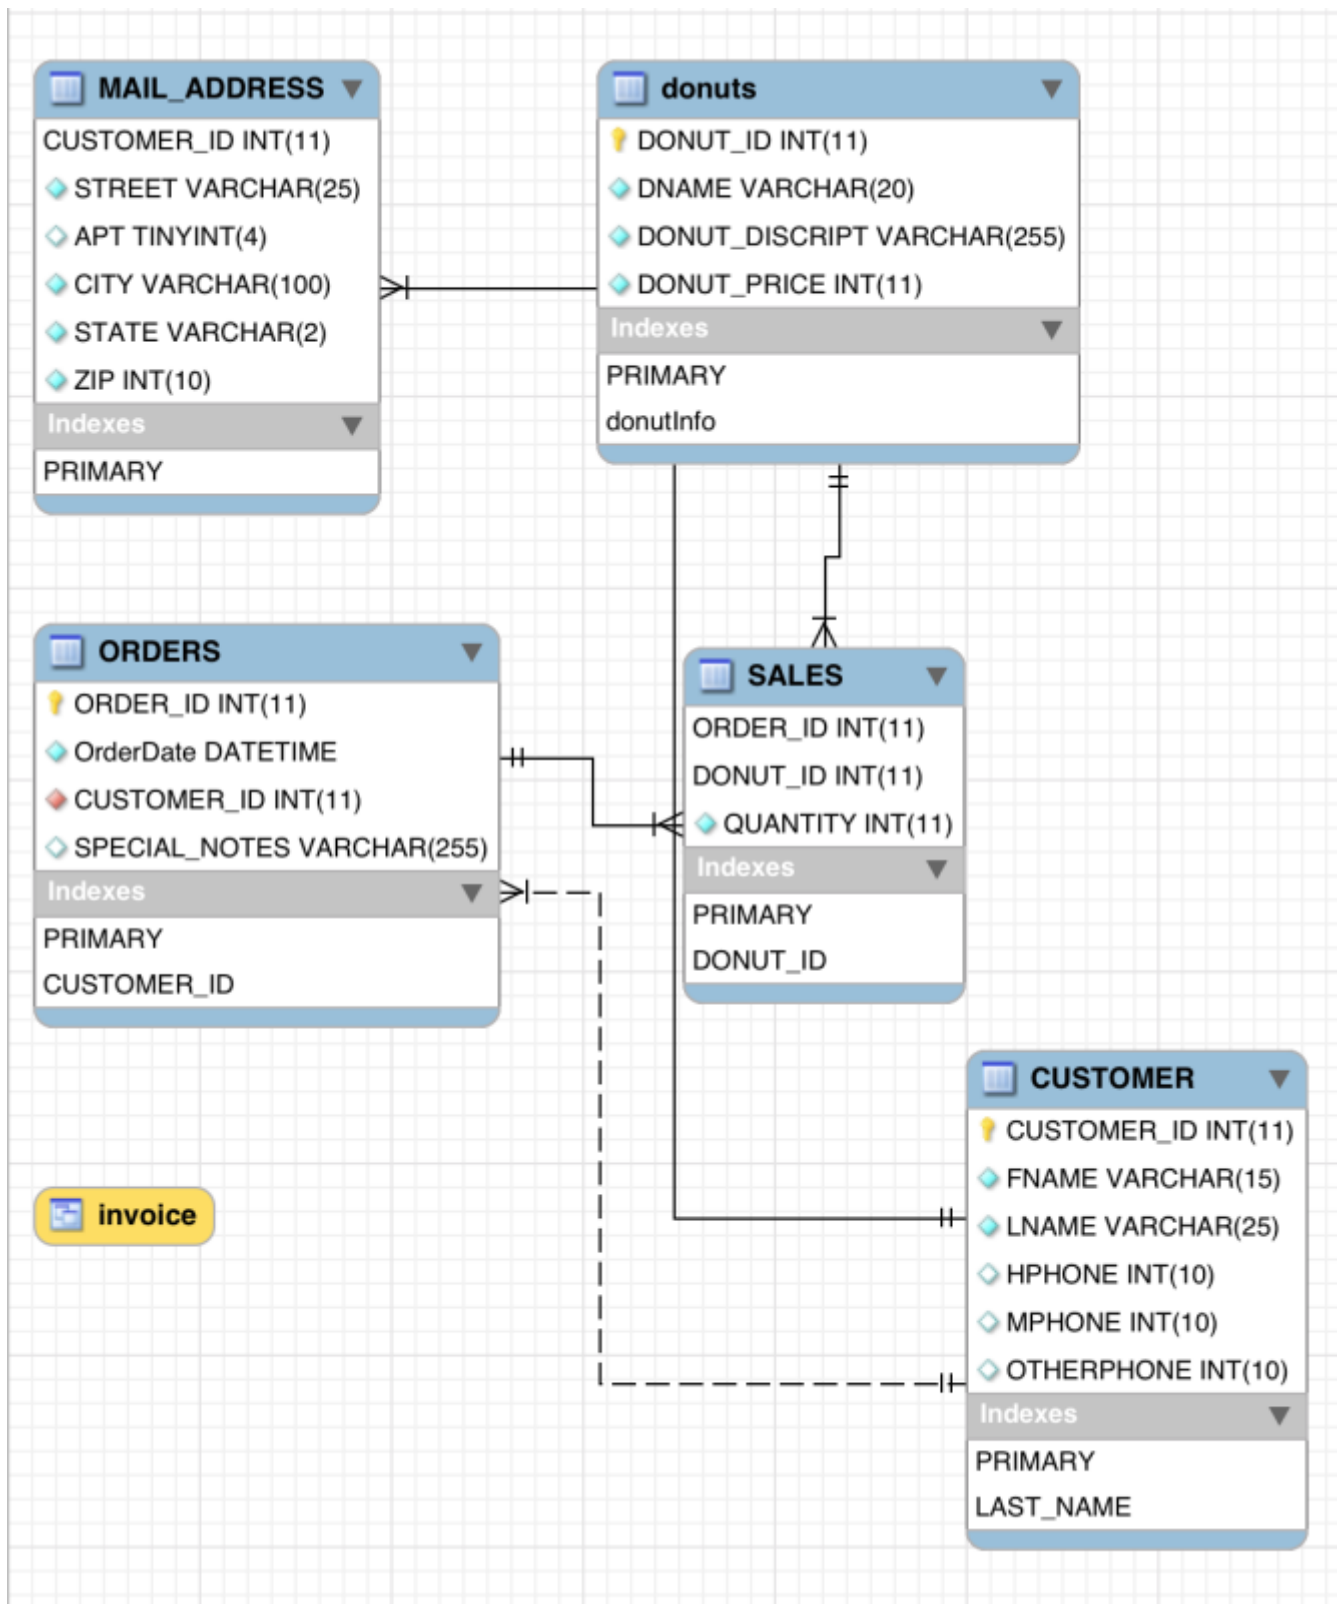 MAIL_ADDRESS
CUSTOMER_ID INT(11)
STREET VARCHAR(25)
APT TINYINT(4)
CITY VARCHAR(100)
STATE VARCHAR(2)
ZIP INT(10)
Indexes
PRIMARY
donuts
DONUT_ID INT(11)
DNAME VARCHAR(20)
DONUT_DISCRIPT VARCHAR(255)
DONUT_PRICE INT(11)
Indexes
PRIMARY
donutInfo
ORDERS
ORDER_ID INT(11)
OrderDate DATETIME
CUSTOMER_ID INT(11)
SPECIAL_NOTES VARCHAR(255)
Indexes
PRIMARY
CUSTOMER_ID
SALES
ORDER_ID INT(11)
DONUT_ID INT(11)
QUANTITY INT(11)
Indexes
PRIMARY
DONUT_ID
CUSTOMER
CUSTOMER_ID INT(11)
FNAME VARCHAR(15)
LNAME VARCHAR(25)
HPHONE INT(10)
MPHONE INT(10)
OTHERPHONE INT(10)
Indexes
PRIMARY
LAST_NAME
invoice